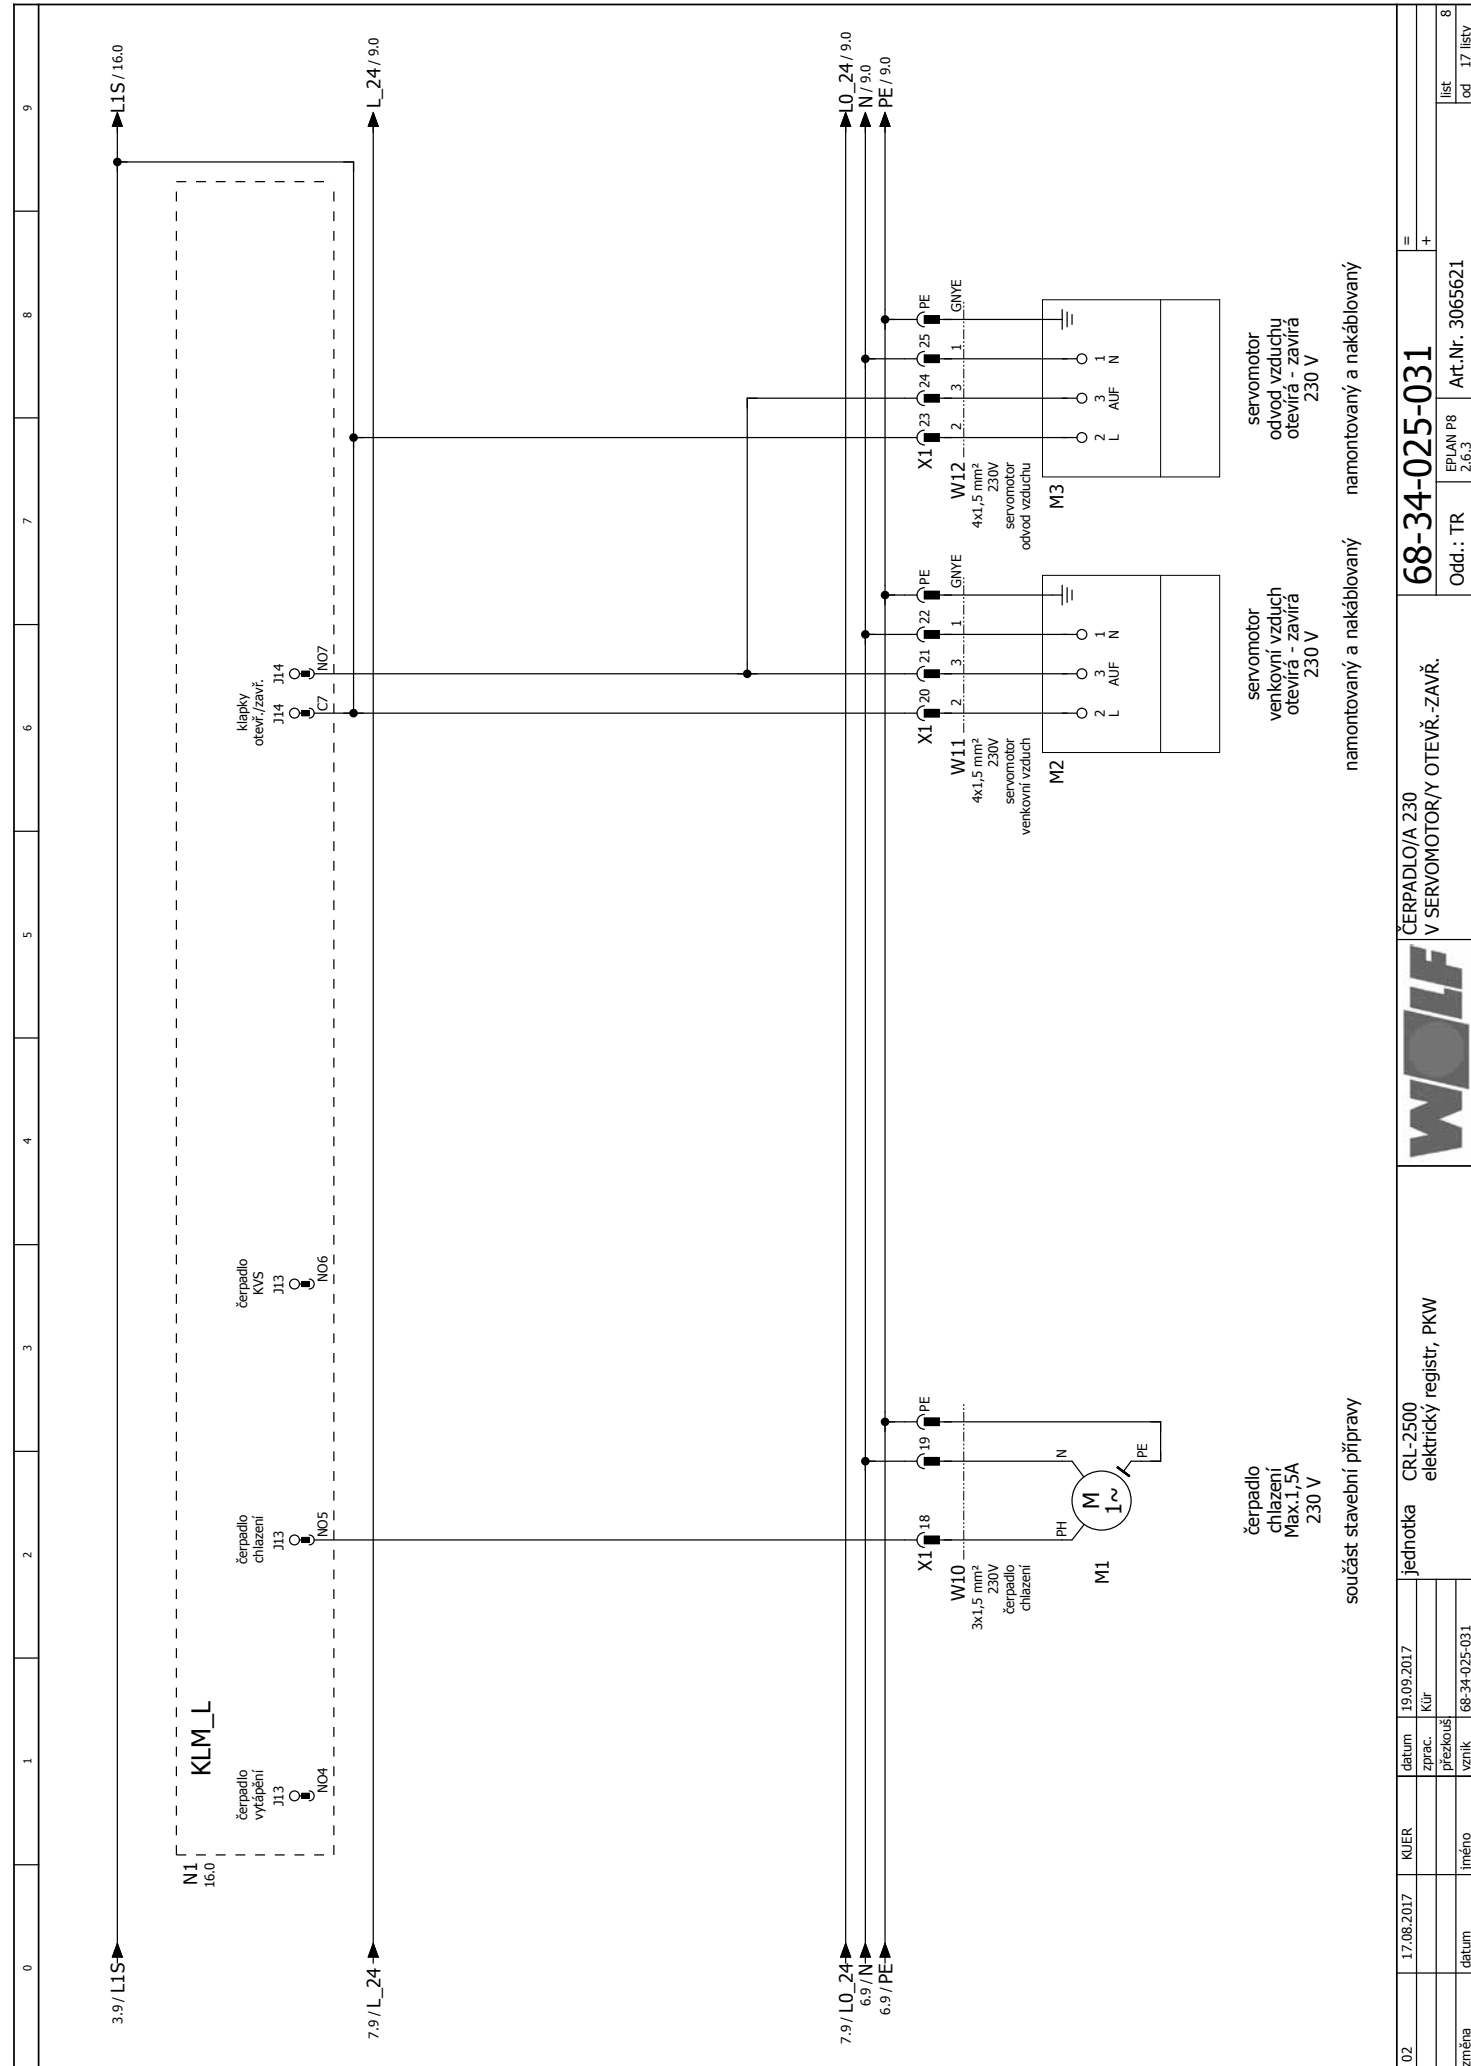 0 1 2 3 4 5 6 7 8 9
3.9 / L1S
L1S / 16.0
N1
16.0
KLM_L
čerpadlo
vytápění
J13
NO4
čerpadlo
chlazení
J13
NO5
čerpadlo
KVS
J13
NO6
klapky
otevř./zavř.
J14 J14
C7 NO7
7.9 / L_24
L_24 / 9.0
7.9 / L0_24
L0_24 / 9.0
6.9 / N
N / 9.0
6.9 / PE
PE / 9.0
X1 18 19 PE
W10
3x1,5 mm²
230V
čerpadlo
chlazení
PH N
M
1~
PE
M1
čerpadlo
chlazení
Max.1,5A
230 V
součást stavební přípravy
X1 20 21 22 PE
W11 2 3 1 GNYE
4x1,5 mm²
230V
servomotor
venkovní vzduch
M2
2 3 1
L AUF N
servomotor
venkovní vzduch
otevírá - zavírá
230 V
namontovaný a nakáblovaný
X1 23 24 25 PE
W12 2 3 1 GNYE
4x1,5 mm²
230V
servomotor
odvod vzduchu
M3
2 3 1
L AUF N
servomotor
odvod vzduchu
otevírá - zavírá
230 V
namontovaný a nakáblovaný
02 17.08.2017 KUER
změna datum jméno
datum 19.09.2017
zprac. Kür
přezkouš.
vznik 68-34-025-031
jednotka CRL-2500
elektrický registr, PKW
WOLF
ČERPADLO/A 230
V SERVOMOTOR/Y OTEVŘ.-ZAVŘ.
68-34-025-031
Odd.: TR
EPLAN P8
2.6.3
Art.Nr. 3065621
=
+
list 8
od 17 listy